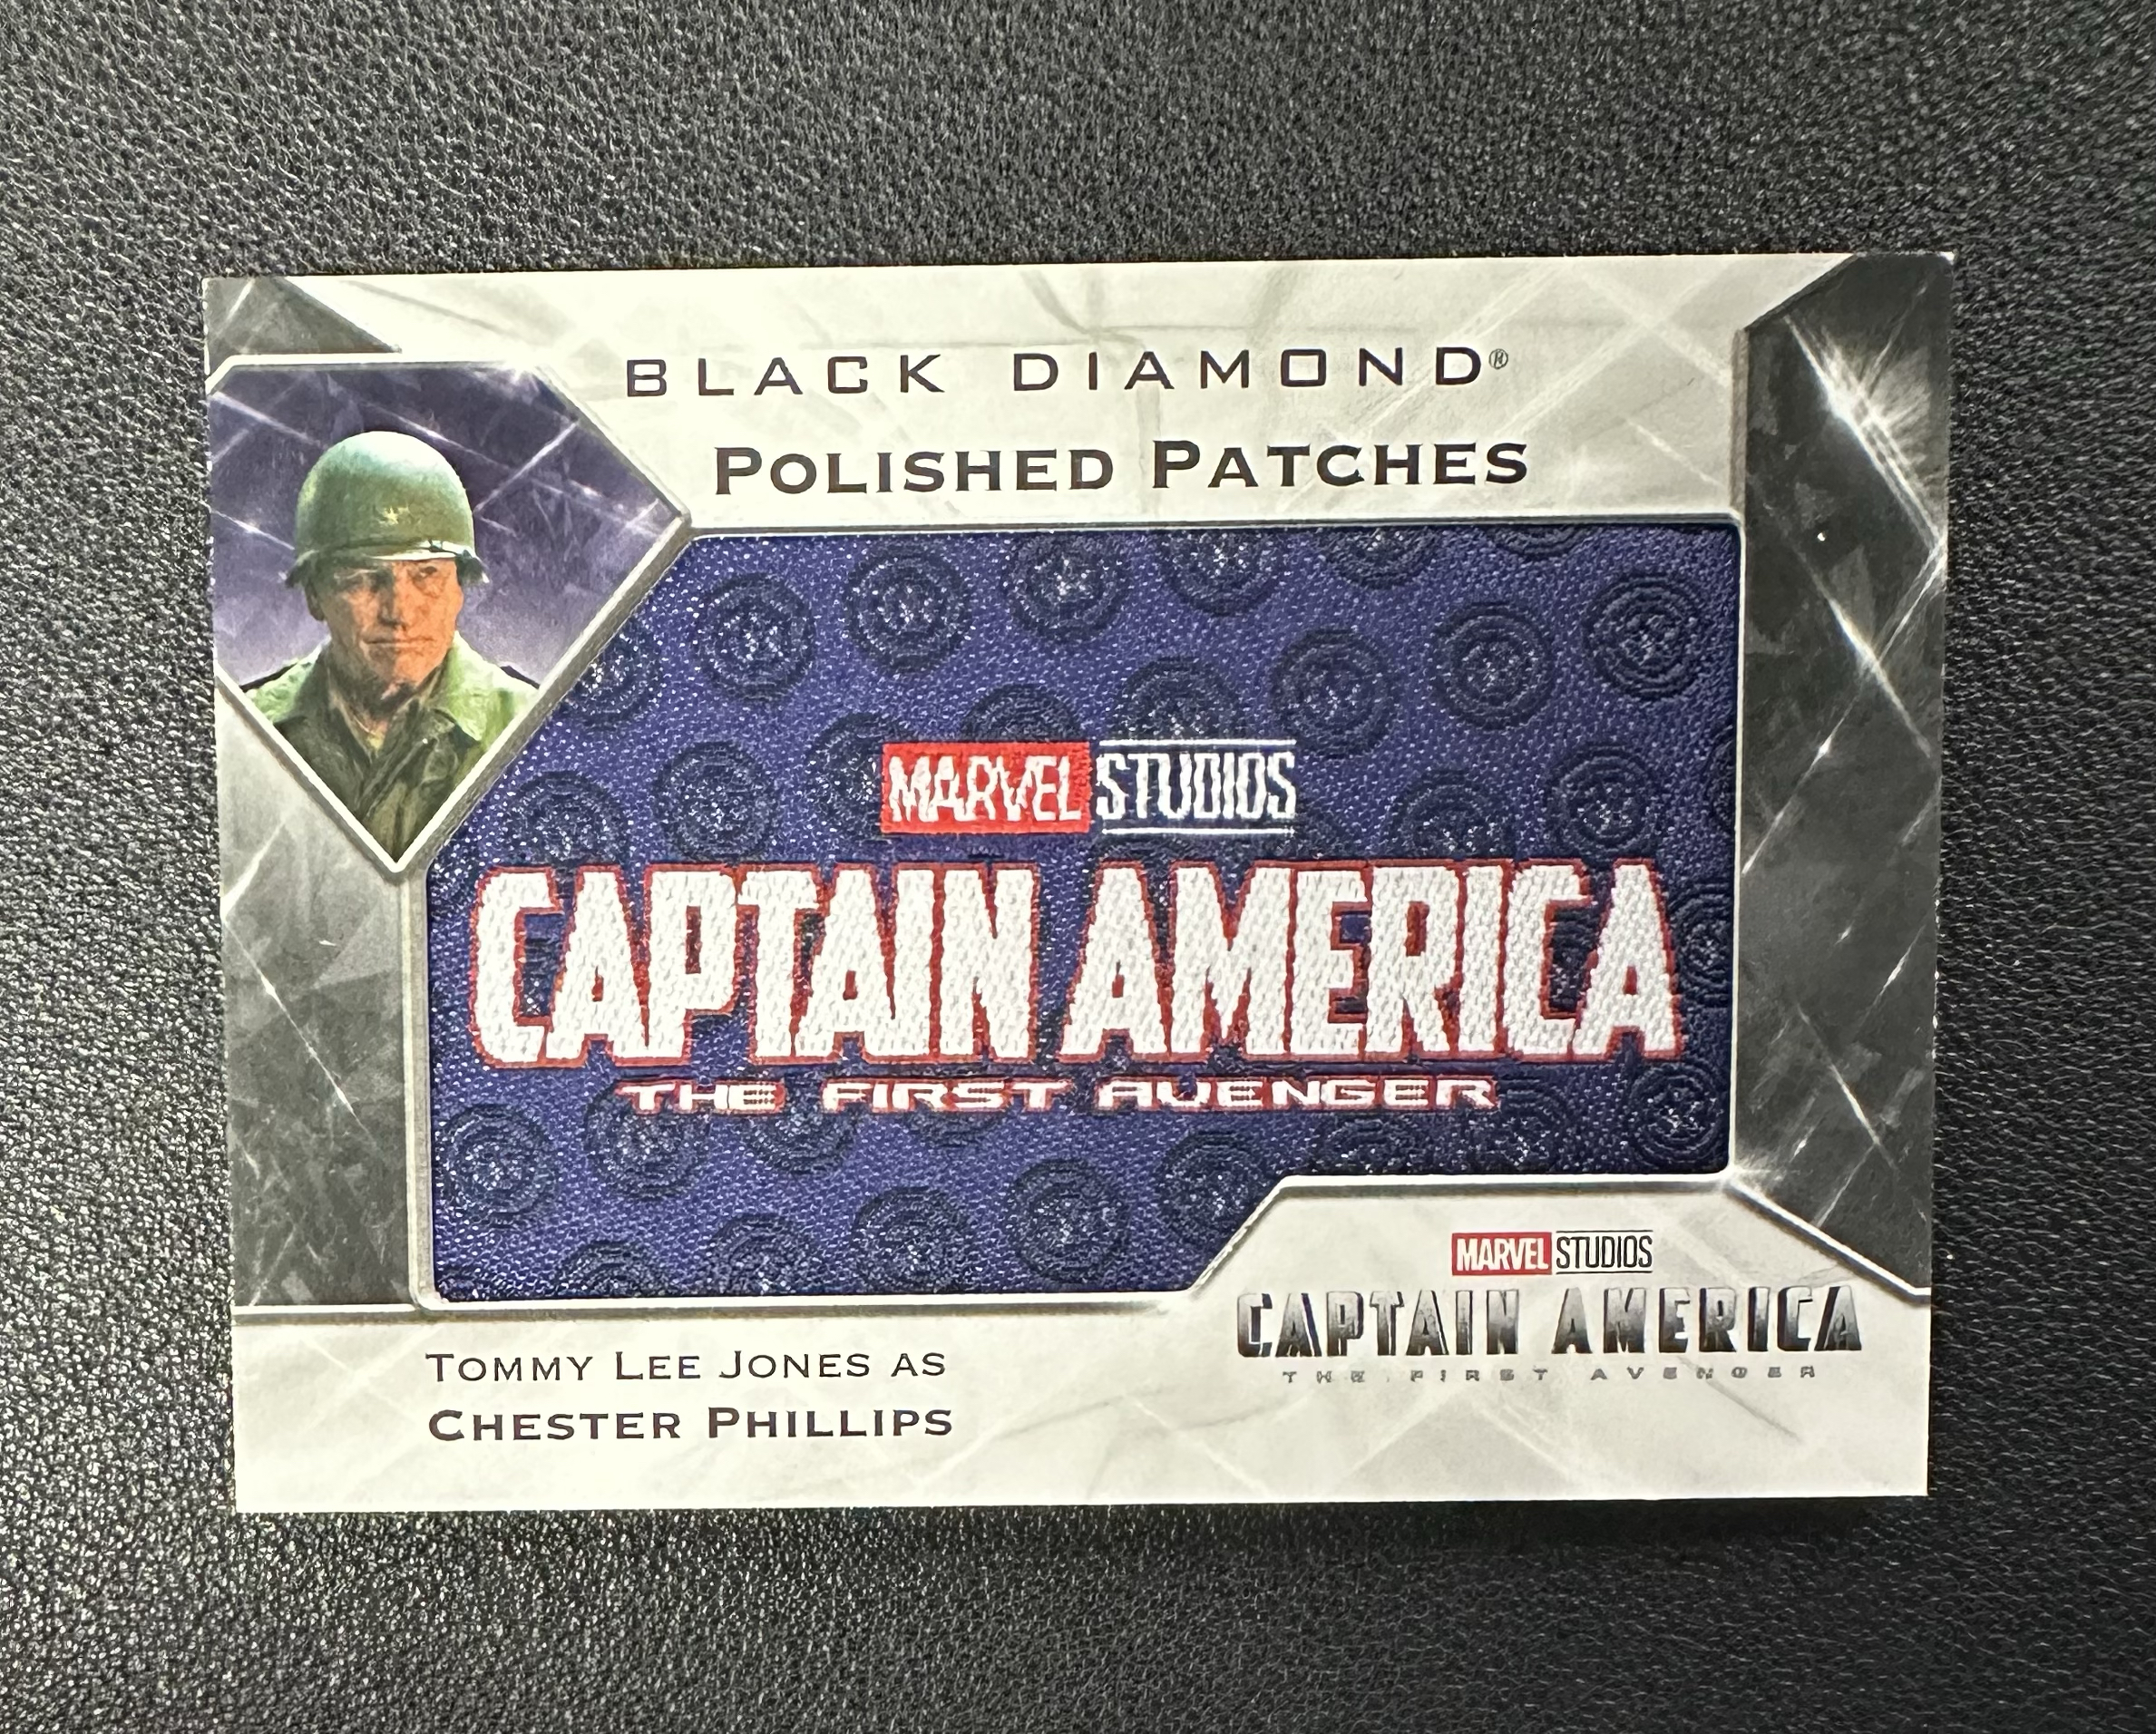 BLACK DIAMOND®
POLISHED PATCHES
MARVEL STUDIOS
CAPTAIN AMERICA
THE FIRST AVENGER
MARVEL STUDIOS
CAPTAIN AMERICA
THE FIRST AVENGER
TOMMY LEE JONES AS
CHESTER PHILLIPS